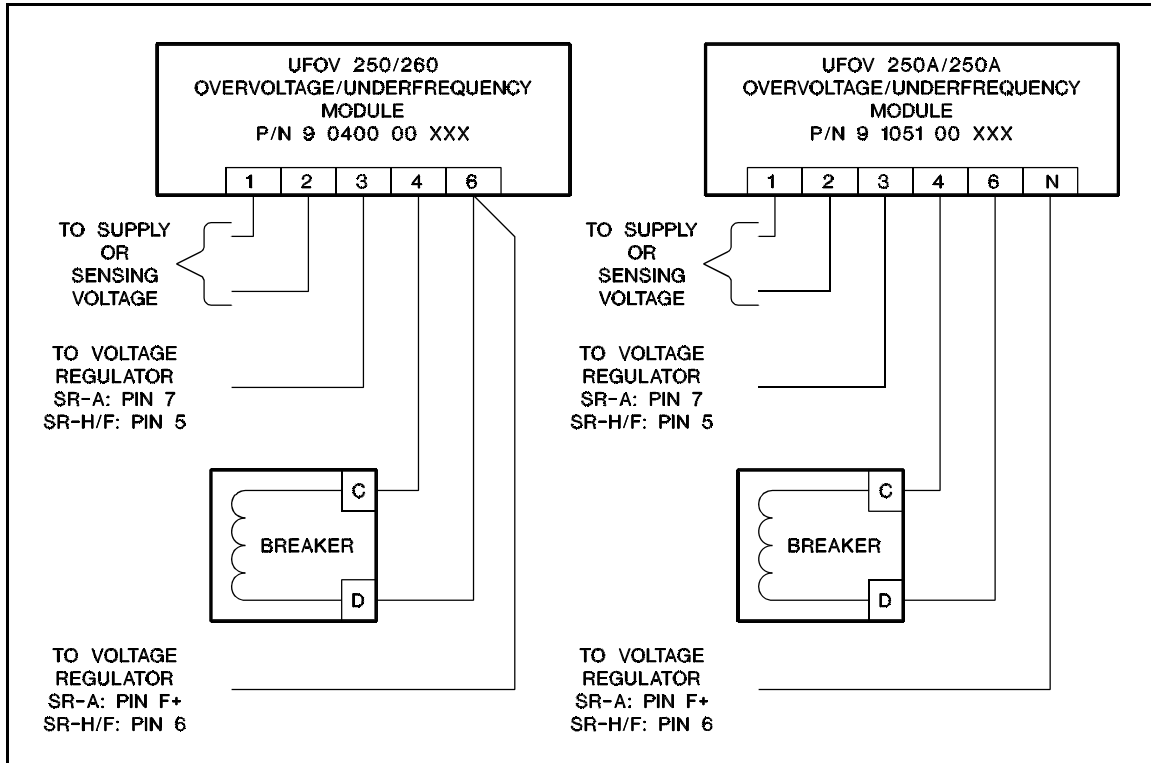 UFOV 250/260
OVERVOLTAGE/UNDERFREQUENCY
MODULE
P/N 9 0400 00 XXX
1 2 3 4 6
TO SUPPLY
OR
SENSING
VOLTAGE
TO VOLTAGE
REGULATOR
SR-A: PIN 7
SR-H/F: PIN 5
C
BREAKER
D
TO VOLTAGE
REGULATOR
SR-A: PIN F+
SR-H/F: PIN 6
UFOV 250A/250A
OVERVOLTAGE/UNDERFREQUENCY
MODULE
P/N 9 1051 00 XXX
1 2 3 4 6 N
TO SUPPLY
OR
SENSING
VOLTAGE
TO VOLTAGE
REGULATOR
SR-A: PIN 7
SR-H/F: PIN 5
C
BREAKER
D
TO VOLTAGE
REGULATOR
SR-A: PIN F+
SR-H/F: PIN 6